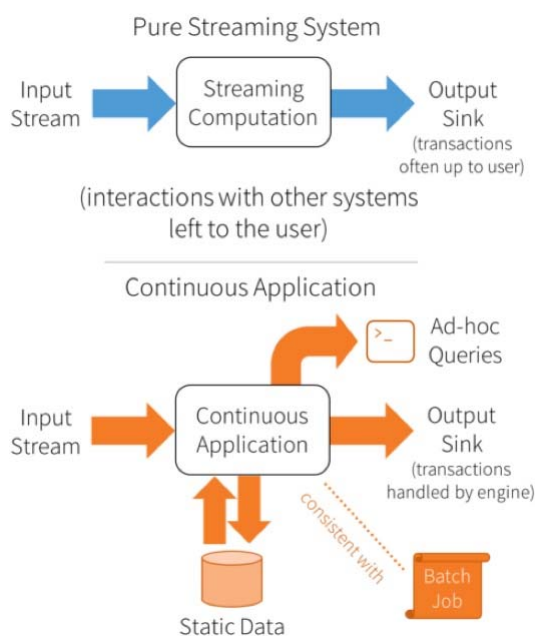 Pure Streaming System
Input
Stream
Streaming
Computation
Output
Sink
(transactions
often up to user)
(interactions with other systems
left to the user)
Continuous Application
>_
Ad-hoc
Queries
Input
Stream
Continuous
Application
Output
Sink
(transactions
handled by engine)
consistent with
Batch
Job
Static Data